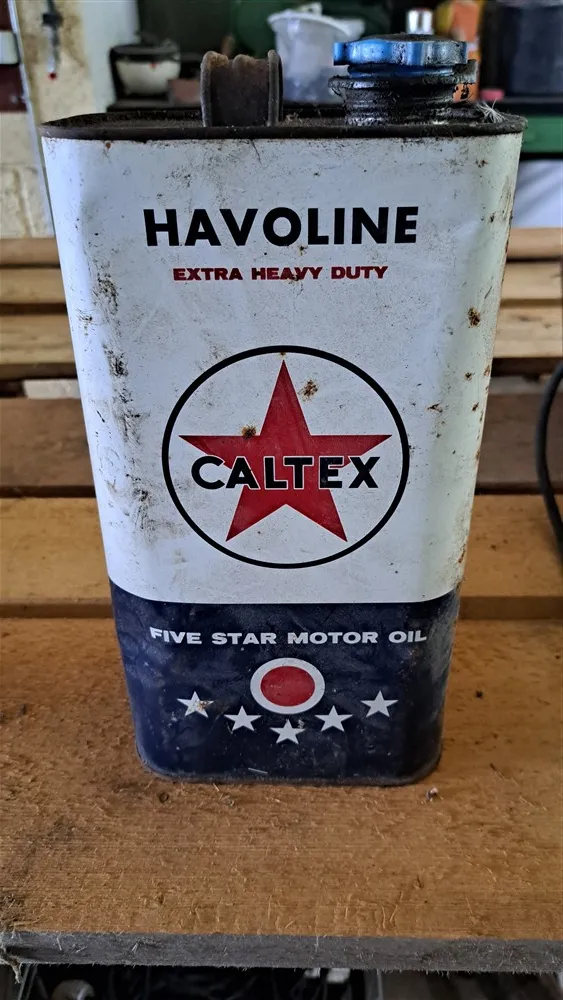 HAVOLINE
EXTRA HEAVY DUTY
CALTEX
FIVE STAR MOTOR OIL